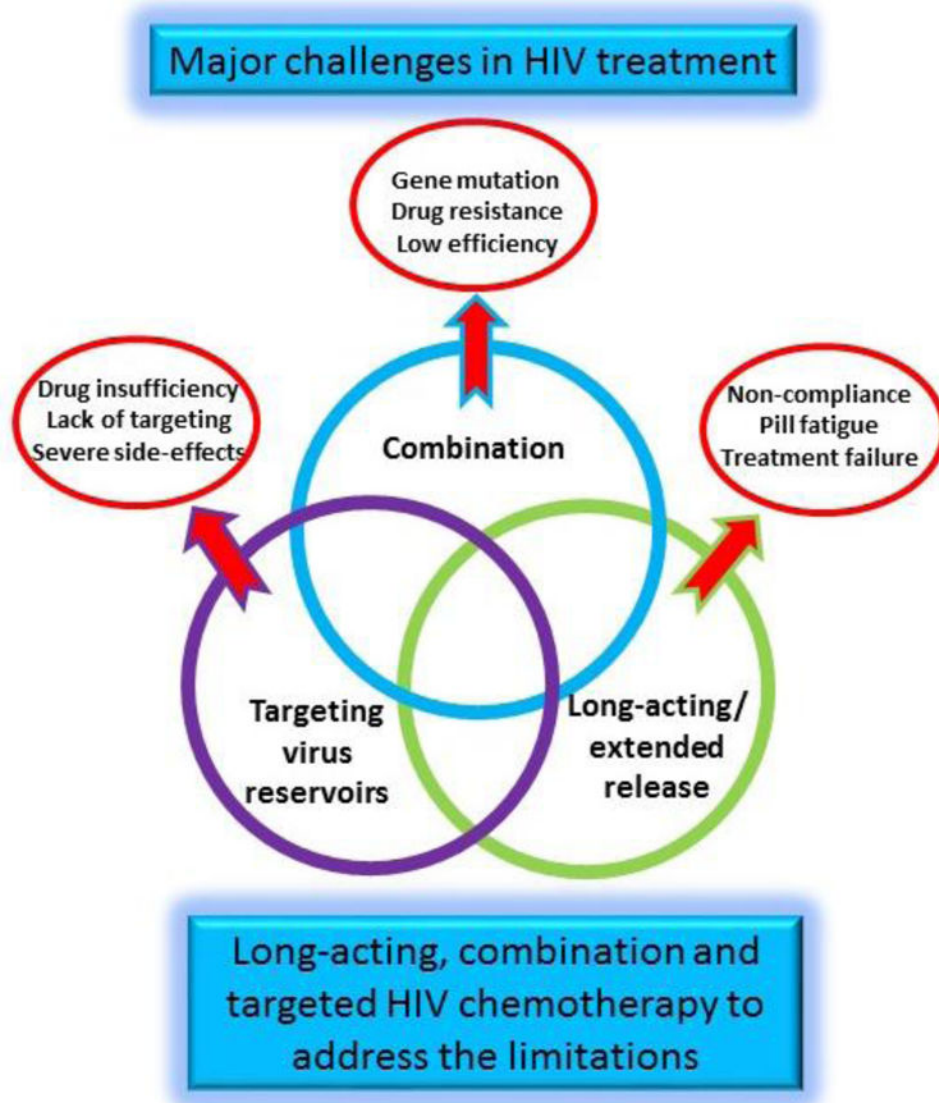 Major challenges in HIV treatment
Gene mutation
Drug resistance
Low efficiency
Drug insufficiency
Lack of targeting
Severe side-effects
Non-compliance
Pill fatigue
Treatment failure
Combination
Targeting
virus
reservoirs
Long-acting/
extended
release
Long-acting, combination and
targeted HIV chemotherapy to
address the limitations